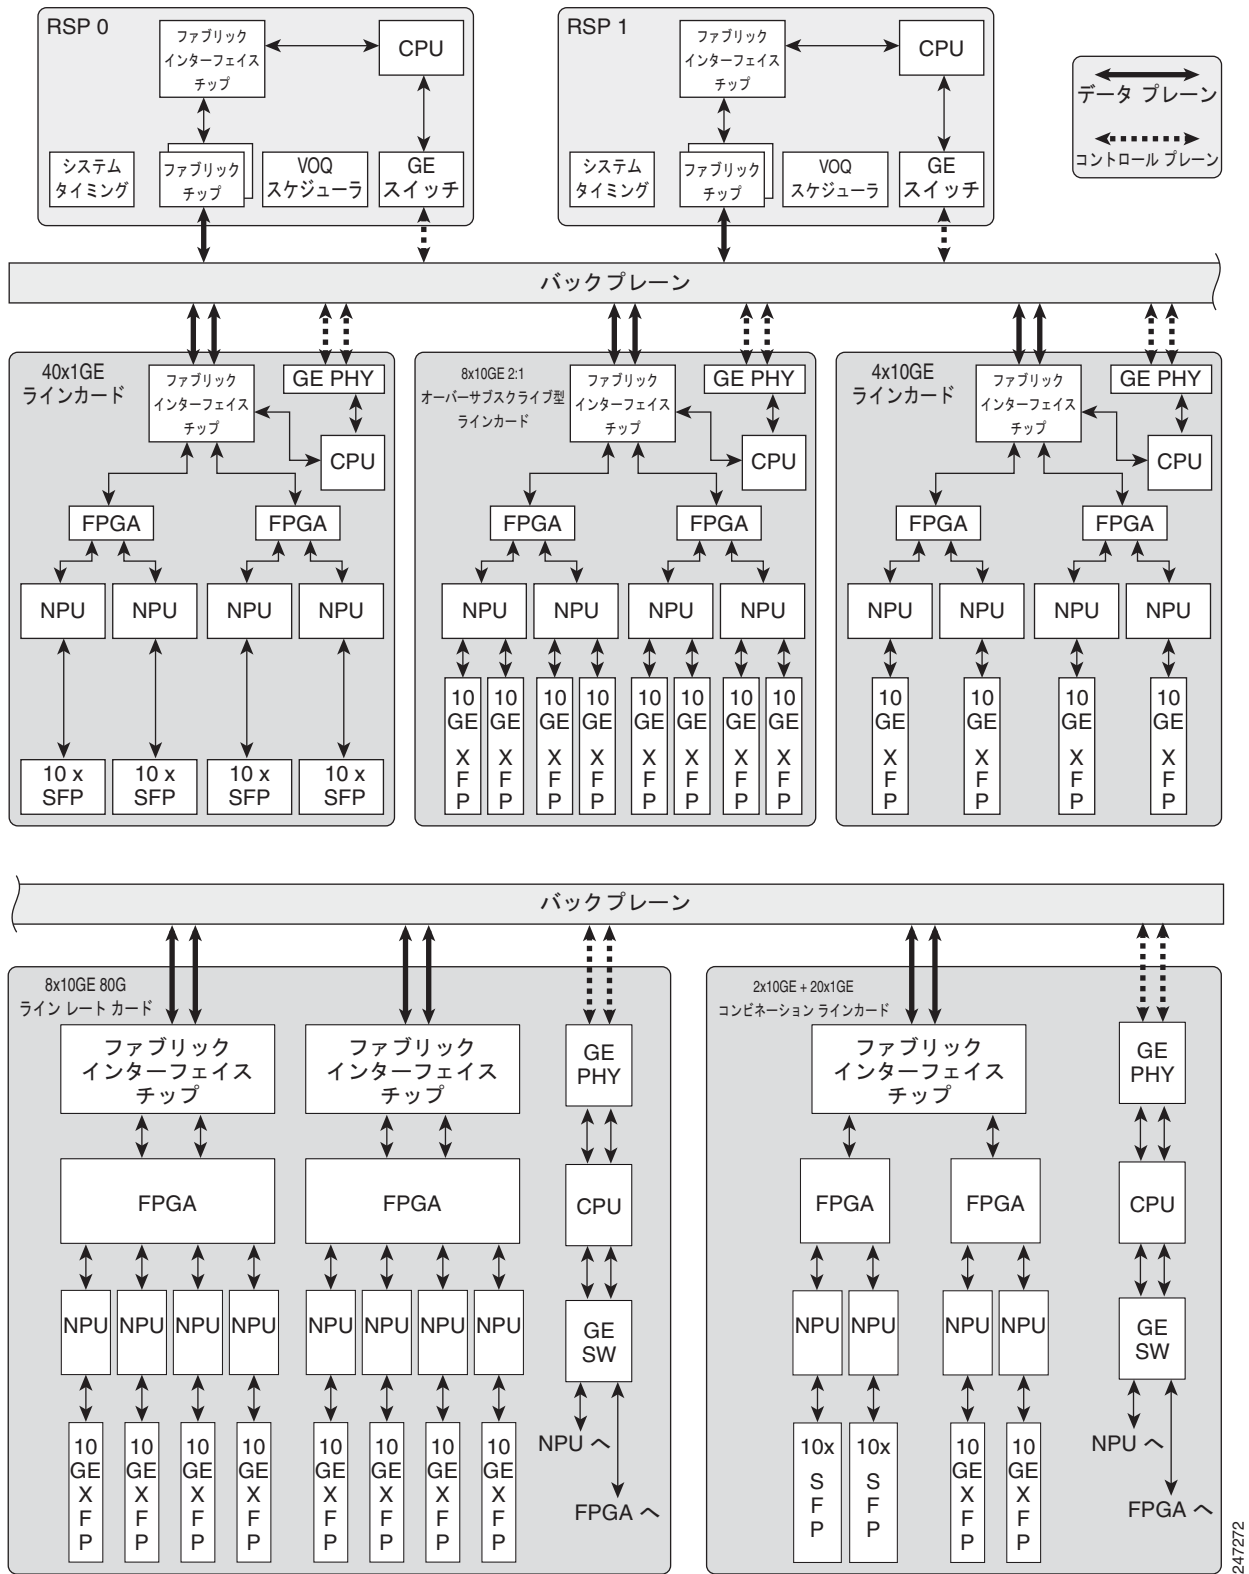 RSP 0
ファブリック
インターフェイス
チップ
CPU
システム
タイミング
ファブリック
チップ
VOQ
スケジューラ
GE
スイッチ
RSP 1
ファブリック
インターフェイス
チップ
CPU
システム
タイミング
ファブリック
チップ
VOQ
スケジューラ
GE
スイッチ
データ プレーン
コントロール プレーン
バックプレーン
40x1GE
ラインカード
ファブリック
インターフェイス
チップ
GE PHY
CPU
FPGA
FPGA
NPU
NPU
NPU
NPU
10 x
SFP
10 x
SFP
10 x
SFP
10 x
SFP
8x10GE 2:1
オーバーサブスクライブ型
ラインカード
ファブリック
インターフェイス
チップ
GE PHY
CPU
FPGA
FPGA
NPU
NPU
NPU
NPU
10
GE
XFP
10
GE
XFP
10
GE
XFP
10
GE
XFP
10
GE
XFP
10
GE
XFP
10
GE
XFP
10
GE
XFP
4x10GE
ラインカード
ファブリック
インターフェイス
チップ
GE PHY
CPU
FPGA
FPGA
NPU
NPU
NPU
NPU
10
GE
XFP
10
GE
XFP
10
GE
XFP
10
GE
XFP
バックプレーン
8x10GE 80G
ライン レート カード
ファブリック
インターフェイス
チップ
ファブリック
インターフェイス
チップ
GE
PHY
FPGA
FPGA
CPU
NPU
NPU
NPU
NPU
NPU
NPU
NPU
NPU
GE
SW
10
GE
XFP
10
GE
XFP
10
GE
XFP
10
GE
XFP
10
GE
XFP
10
GE
XFP
10
GE
XFP
10
GE
XFP
NPU へ
FPGA へ
2x10GE + 20x1GE
コンビネーション ラインカード
ファブリック
インターフェイス
チップ
GE
PHY
FPGA
FPGA
CPU
NPU
NPU
NPU
NPU
GE
SW
10x
SFP
10x
SFP
10
GE
XFP
10
GE
XFP
NPU へ
FPGA へ
247272